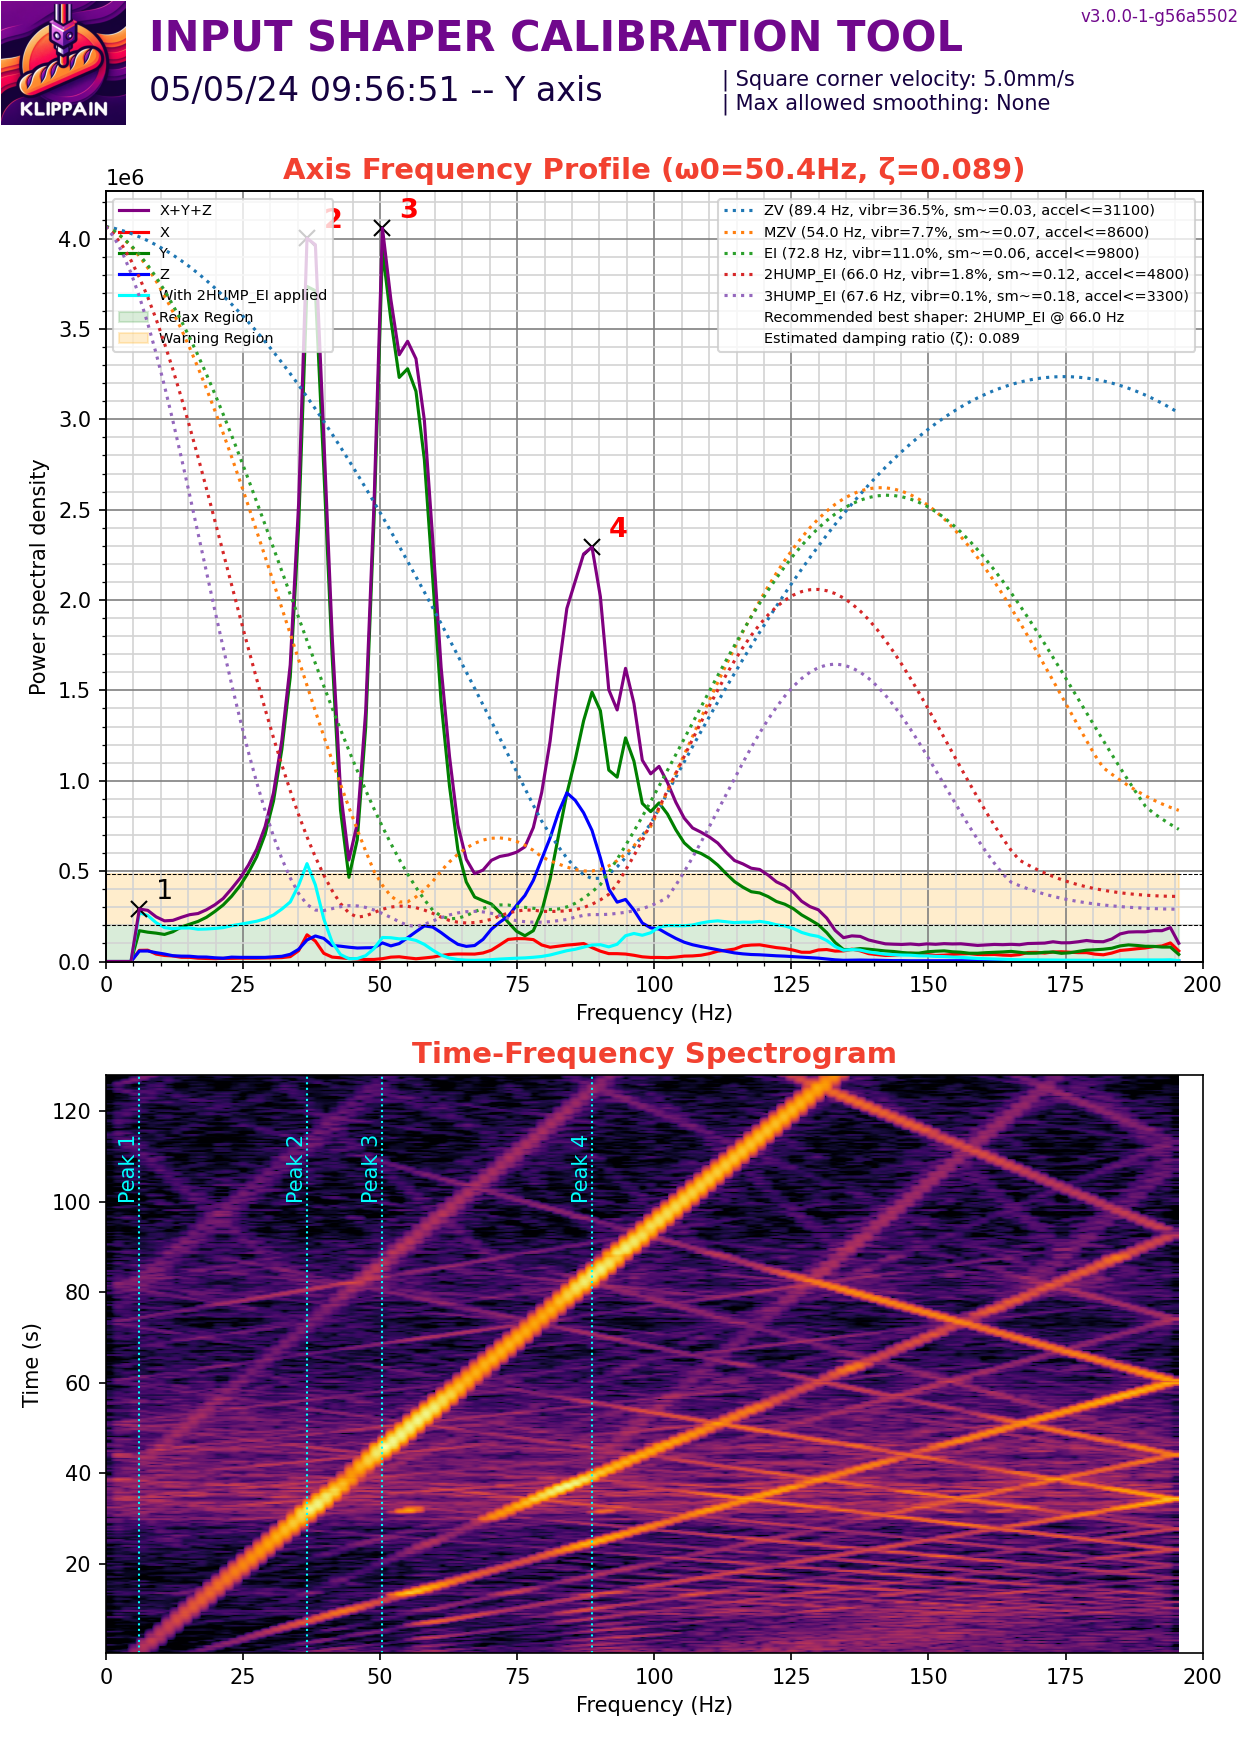 v3.0.0-1-g56a5502
INPUT SHAPER CALIBRATION TOOL
05/05/24 09:56:51 -- Y axis
| Square corner velocity: 5.0mm/s
| Max allowed smoothing: None
KLIPPAIN
Axis Frequency Profile (ω0=50.4Hz, ζ=0.089)
1e6
X+Y+Z
X
Y
Z
With 2HUMP_EI applied
Relax Region
Warning Region
ZV (89.4 Hz, vibr=36.5%, sm~=0.03, accel<=31100)
MZV (54.0 Hz, vibr=7.7%, sm~=0.07, accel<=8600)
EI (72.8 Hz, vibr=11.0%, sm~=0.06, accel<=9800)
2HUMP_EI (66.0 Hz, vibr=1.8%, sm~=0.12, accel<=4800)
3HUMP_EI (67.6 Hz, vibr=0.1%, sm~=0.18, accel<=3300)
Recommended best shaper: 2HUMP_EI @ 66.0 Hz
Estimated damping ratio (ζ): 0.089
1
2
3
4
4.0
3.5
3.0
2.5
2.0
1.5
1.0
0.5
0.0
Power spectral density
0 25 50 75 100 125 150 175 200
Frequency (Hz)
Time-Frequency Spectrogram
Peak 1
Peak 2
Peak 3
Peak 4
120
100
80
60
40
20
Time (s)
0 25 50 75 100 125 150 175 200
Frequency (Hz)